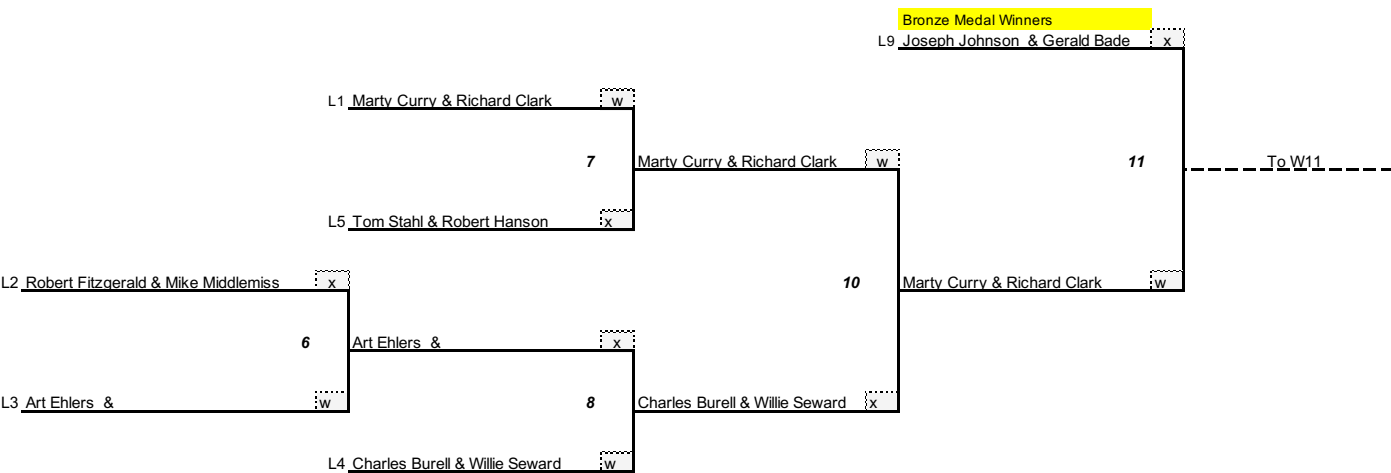 Bronze Medal Winners
L9 Joseph Johnson & Gerald Bade x
L1 Marty Curry & Richard Clark w
7 Marty Curry & Richard Clark w 11 To W11
L5 Tom Stahl & Robert Hanson x
L2 Robert Fitzgerald & Mike Middlemiss x 10 Marty Curry & Richard Clark w
6 Art Ehlers & x
L3 Art Ehlers & w 8 Charles Burell & Willie Seward x
L4 Charles Burell & Willie Seward w